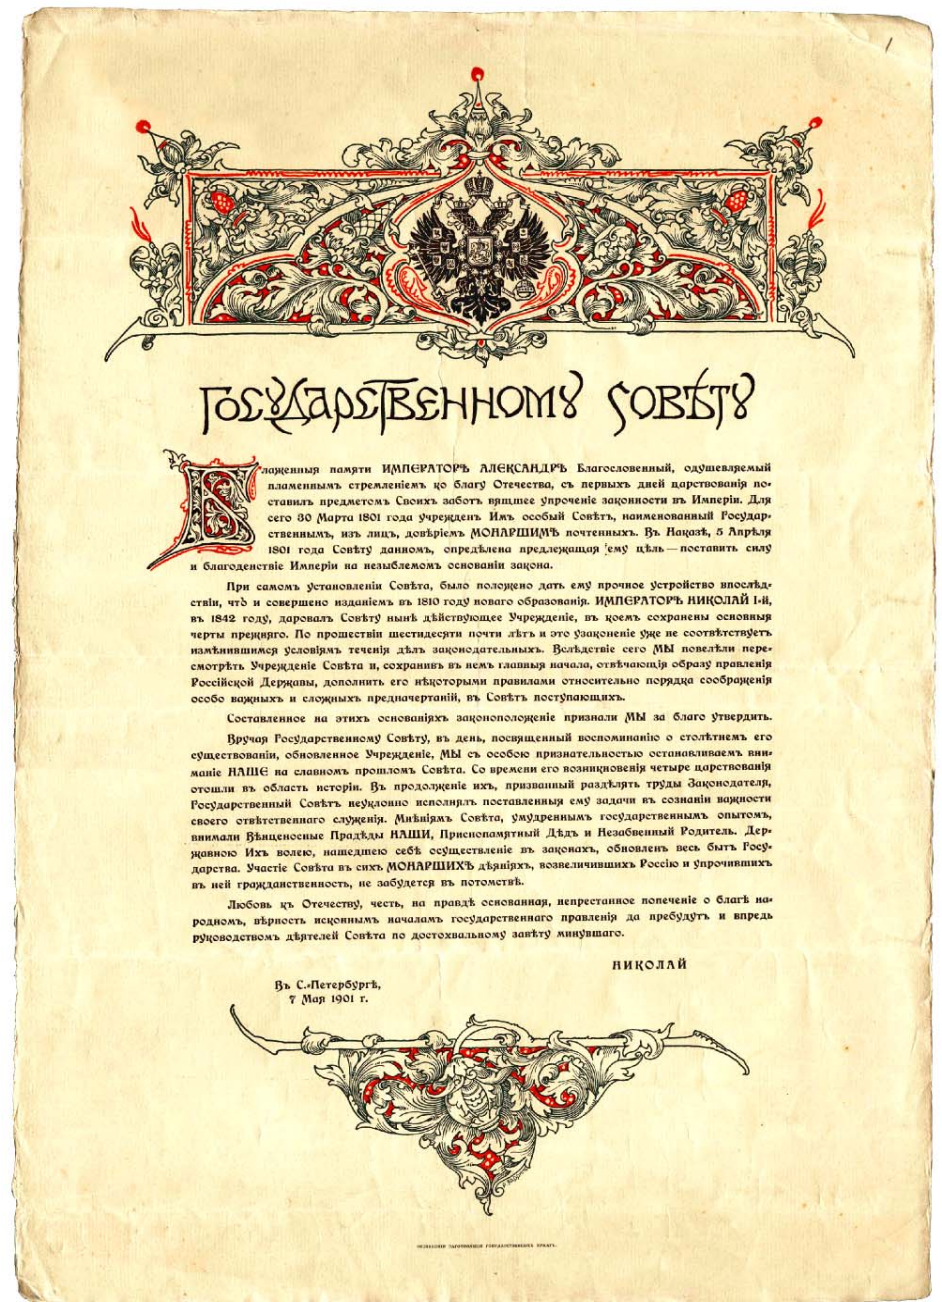 ГОСУДАРСТВЕННОМУ СОВѢТУ
Блаженныя памяти ИМПЕРАТОРЪ АЛЕКСАНДРЪ Благословенный, одушевляемый
пламеннымъ стремленіемъ ко благу Отечества, съ первыхъ дней царствованія по-
ставилъ предметомъ Своихъ заботъ вящшее упроченіе законности въ Имперіи. Для
сего 30 Марта 1801 года учрежденъ Имъ особый Совѣтъ, наименованный Государ-
ственнымъ, изъ лицъ, довѣріемъ МОНАРШИМЪ почтенныхъ. Въ Наказѣ, 5 Апрѣля
1801 года Совѣту данномъ, опредѣлена предлежащая ему цѣль — поставить силу
и благоденствіе Имперіи на незыблемомъ основаніи закона.
При самомъ установленіи Совѣта, было положено дать ему прочное устройство впослѣд-
ствіи, что̀ и совершено изданіемъ въ 1810 году новаго образованія. ИМПЕРАТОРЪ НИКОЛАЙ I-й,
въ 1842 году, даровалъ Совѣту нынѣ дѣйствующее Учрежденіе, въ коемъ сохранены основныя
черты прежняго. По прошествіи шестидесяти почти лѣтъ и это узаконеніе уже не соотвѣтствуетъ
измѣнившимся условіямъ теченія дѣлъ законодательныхъ. Вслѣдствіе сего МЫ повелѣли пере-
смотрѣть Учрежденіе Совѣта и, сохранивъ въ немъ главныя начала, отвѣчающія образу правленія
Россійской Державы, дополнить его нѣкоторыми правилами относительно порядка соображенія
особо важныхъ и сложныхъ предначертаній, въ Совѣтъ поступающихъ.
Составленное на этихъ основаніяхъ законоположеніе признали МЫ за благо утвердить.
Вручая Государственному Совѣту, въ день, посвященный воспоминанію о столѣтнемъ его
существованіи, обновленное Учрежденіе, МЫ съ особою признательностью останавливаемъ вни-
маніе НАШЕ на славномъ прошломъ Совѣта. Со времени его возникновенія четыре царствованія
отошли въ область исторіи. Въ продолженіе ихъ, призванный раздѣлять труды Законодателя,
Государственный Совѣтъ неуклонно исполнялъ поставленныя ему задачи въ сознаніи важности
своего отвѣтственнаго служенія. Мнѣніямъ Совѣта, умудреннымъ государственнымъ опытомъ,
внимали Вѣнценосные Прадѣды НАШИ, Приснопамятный Дѣдъ и Незабвенный Родитель. Дер-
жавною Ихъ волею, нашедшею себѣ осуществленіе въ законахъ, обновленъ весь бытъ Госу-
дарства. Участіе Совѣта въ сихъ МОНАРШИХЪ дѣяніяхъ, возвеличившихъ Россію и упрочившихъ
въ ней гражданственность, не забудется въ потомствѣ.
Любовь къ Отечеству, честь, на правдѣ основанная, непрестанное попеченіе о благѣ на-
родномъ, вѣрность исконнымъ началамъ государственнаго правленія да пребудутъ и впредь
руководствомъ дѣятелей Совѣта по достохвальному завѣту минувшаго.
НИКОЛАЙ
Въ С.-Петербургѣ,
7 Мая 1901 г.
ЭКСПЕДИЦІЯ ЗАГОТОВЛЕНІЯ ГОСУДАРСТВЕННЫХЪ БУМАГЪ.